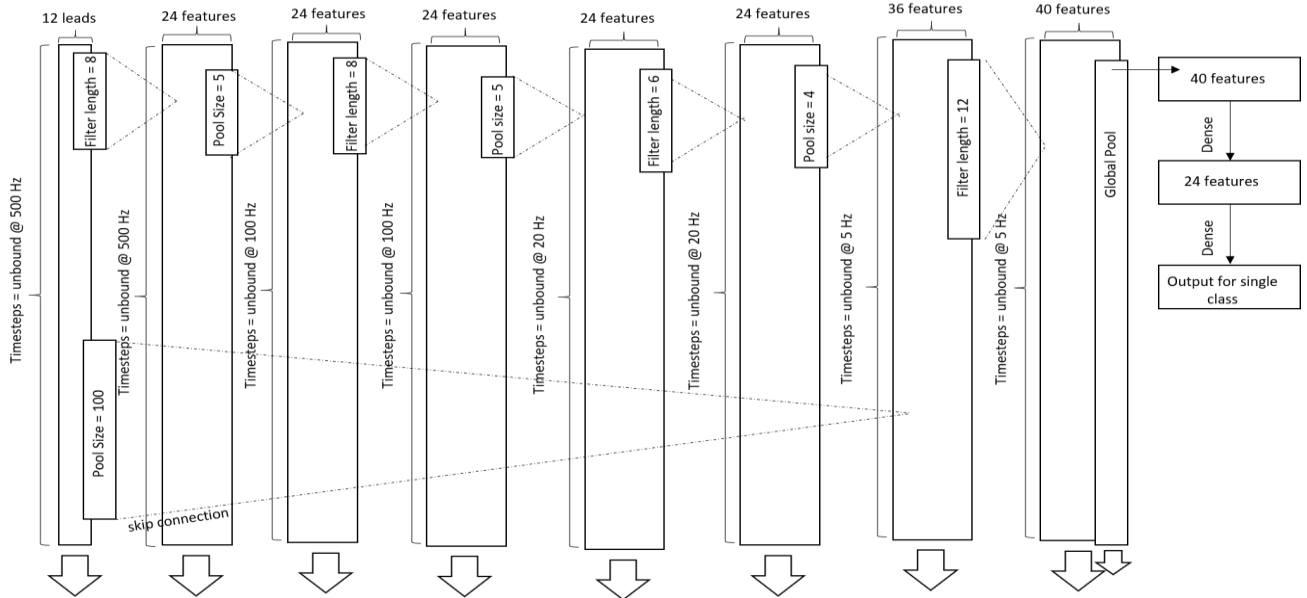 12 leads
24 features
24 features
24 features
24 features
24 features
36 features
40 features
Timesteps = unbound @ 500 Hz
Filter length = 8
Pool Size = 100
skip connection
Timesteps = unbound @ 500 Hz
Pool Size = 5
Timesteps = unbound @ 100 Hz
Filter length = 8
Timesteps = unbound @ 100 Hz
Pool size = 5
Timesteps = unbound @ 20 Hz
Filter length = 6
Timesteps = unbound @ 20 Hz
Pool size = 4
Timesteps = unbound @ 5 Hz
Filter length = 12
Timesteps = unbound @ 5 Hz
Global Pool
40 features
Dense
24 features
Dense
Output for single
class